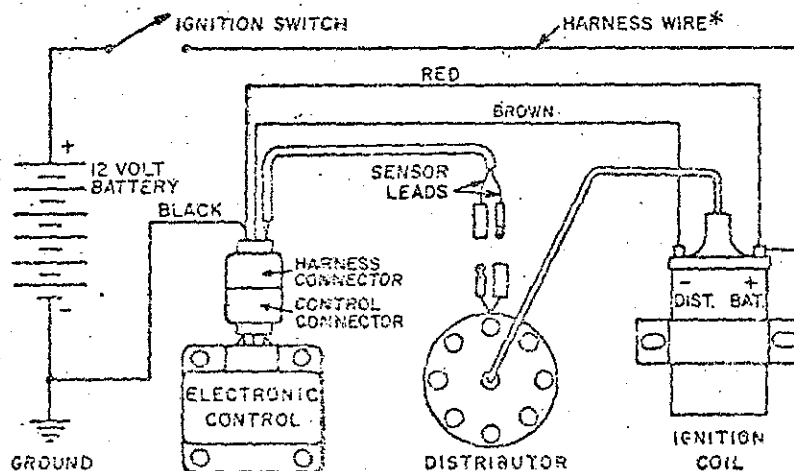 IGNITION SWITCH
HARNESS WIRE*
RED
BROWN
+
12 VOLT
BATTERY
SENSOR
LEADS
BLACK
HARNESS
CONNECTOR
CONTROL
CONNECTOR
-
- +
DIST. BAT.
ELECTRONIC
CONTROL
GROUND
DISTRIBUTOR
IGNITION
COIL